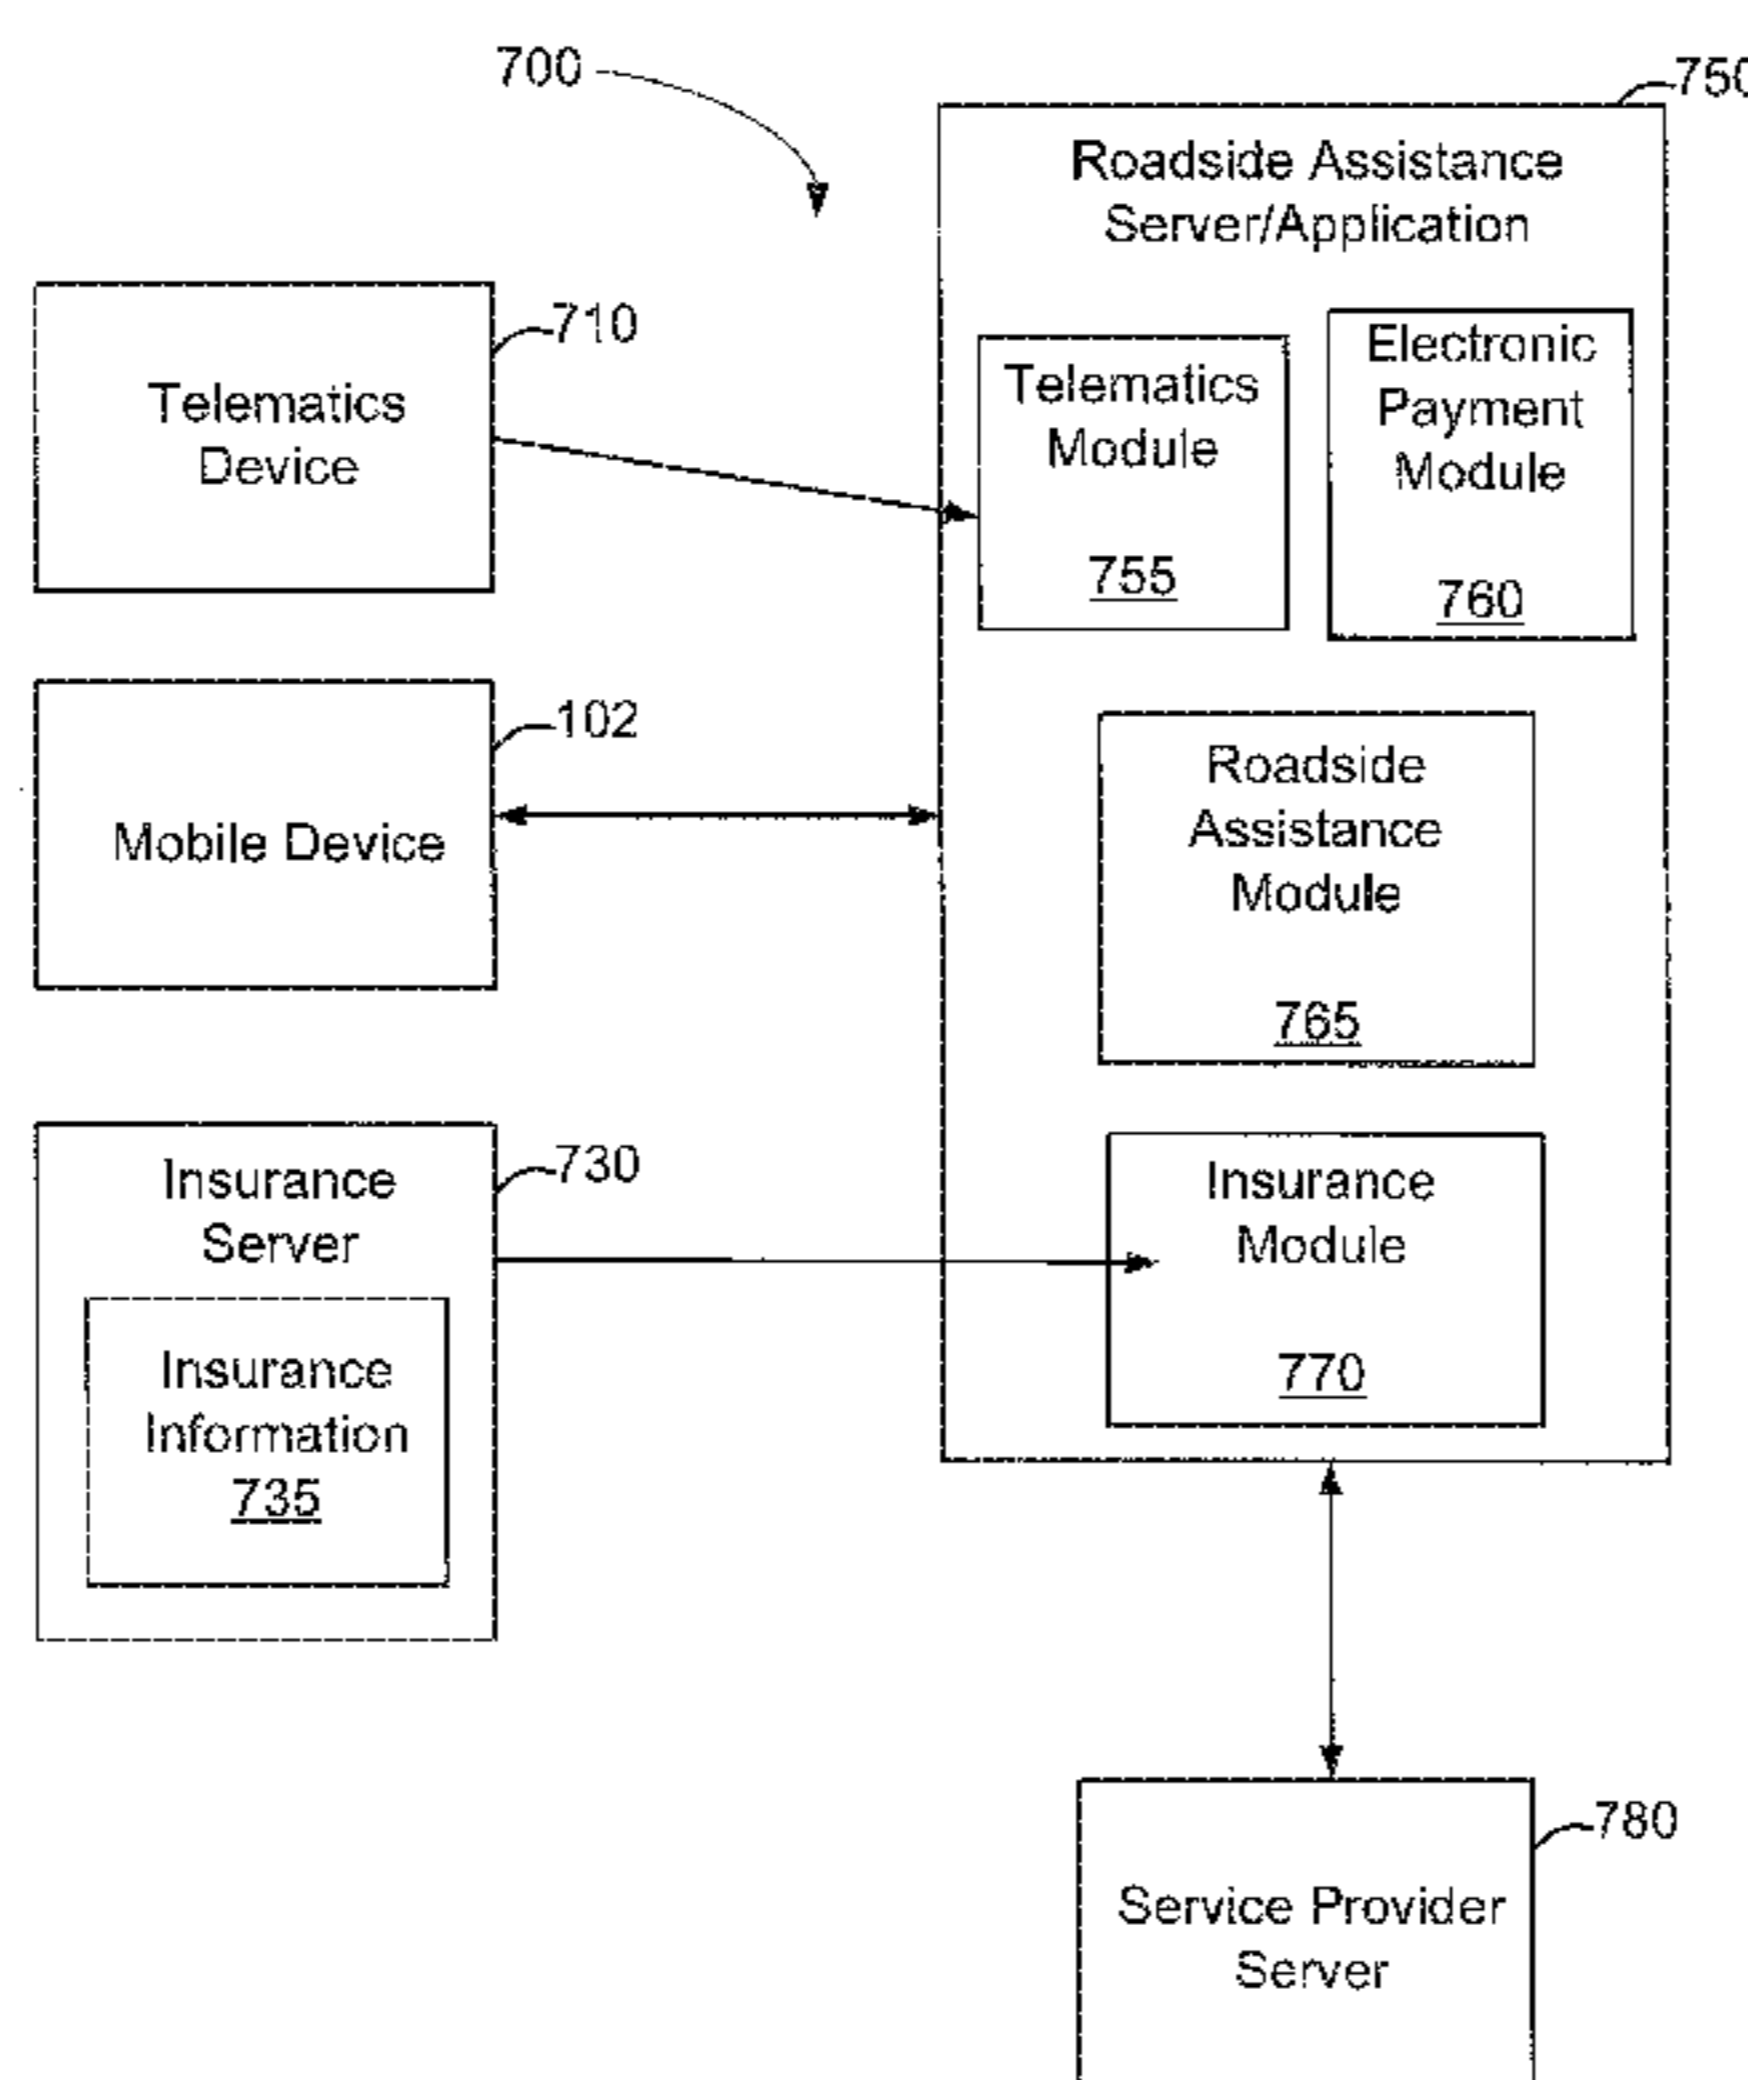 700
750
Roadside Assistance
Server/Application
710
Telematics
Device
Telematics
Module
755
Electronic
Payment
Module
760
102
Mobile Device
Roadside
Assistance
Module
765
730
Insurance
Server
Insurance
Information
735
Insurance
Module
770
780
Service Provider
Server